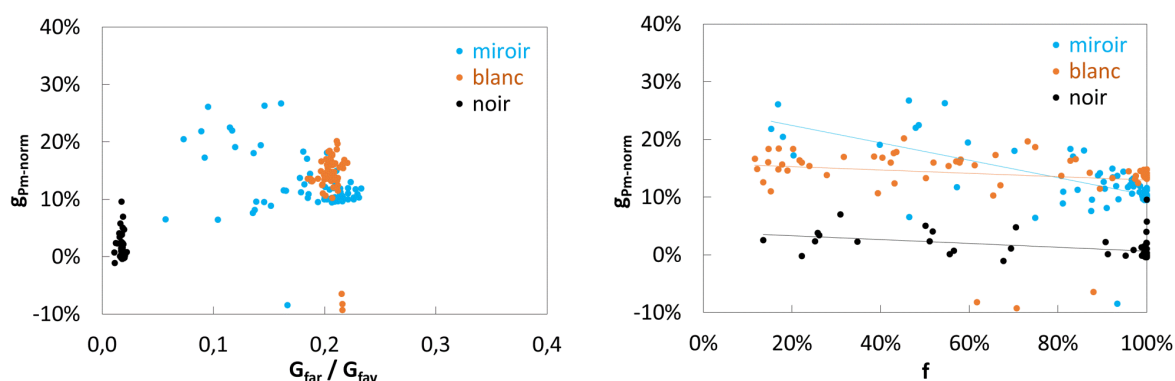 40%
30%
20%
10%
0%
-10%
gPm-norm
miroir
blanc
noir
0,0 0,1 0,2 0,3 0,4
Gfar / Gfav
40%
30%
20%
10%
0%
-10%
gPm-norm
miroir
blanc
noir
0% 20% 40% 60% 80% 100%
f